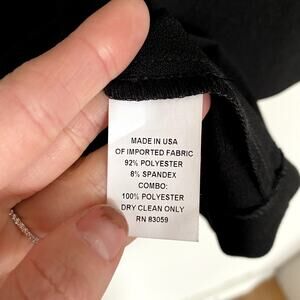 MADE IN USA
OF IMPORTED FABRIC
92% POLYESTER
8% SPANDEX
COMBO:
100% POLYESTER
DRY CLEAN ONLY
RN 83059